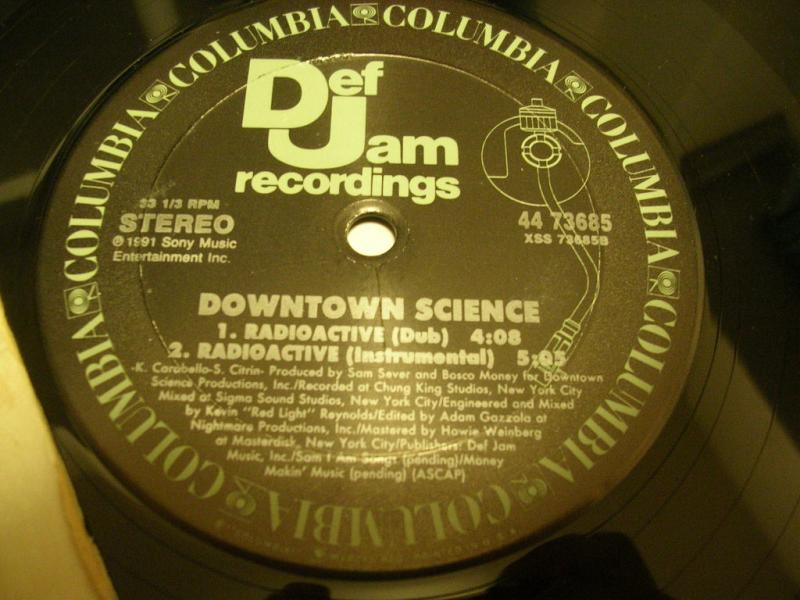 COLUMBIA COLUMBIA COLUMBIA COLUMBIA COLUMBIA COLUMBIA COLUMBIA COLUMBIA
Def
Jam
recordings
33 1/3 RPM
STEREO
℗ 1991 Sony Music
Entertainment Inc.
44 73685
XSS 73685B
DOWNTOWN SCIENCE
1. RADIOACTIVE (Dub) 4:08
2. RADIOACTIVE (Instrumental) 5:05
-K. Carabello-S. Citrin- Produced by Sam Sever and Bosco Money for Downtown
Science Productions, Inc./Recorded at Chung King Studios, New York City
Mixed at Sigma Sound Studios, New York City/Engineered and Mixed
by Kevin "Red Light" Reynolds/Edited by Adam Gazzola at
Nightmare Productions, Inc./Mastered by Howie Weinberg
at Masterdisk, New York City/Publishers: Def Jam
Music, Inc./Sam I Am Songs (pending)/Money
Makin' Music (pending) (ASCAP)